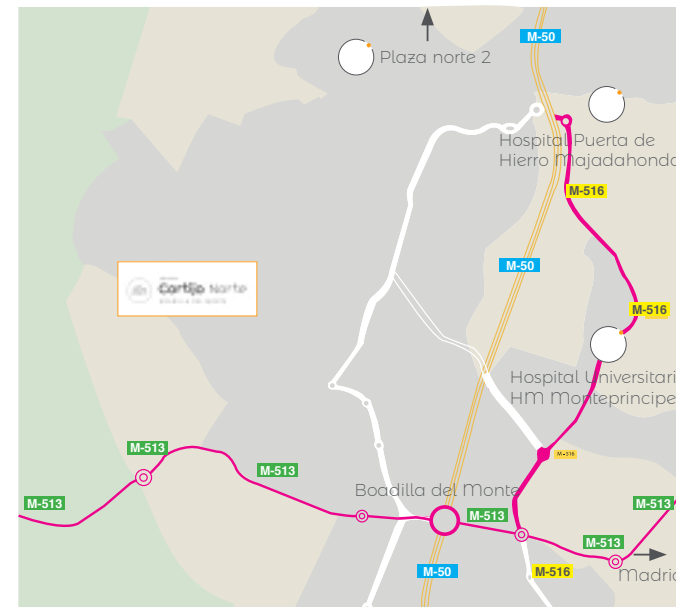 M-50
Plaza norte 2
Hospital Puerta de
Hierro Majadahonda
M-516
M-50
M-516
Cortijo Norte
Hospital Universitari
HM Monteprincipe
M-513
M-516
M-513
Boadilla del Monte
M-513
M-513
M-513
M-513
M-50
M-516
Madrid